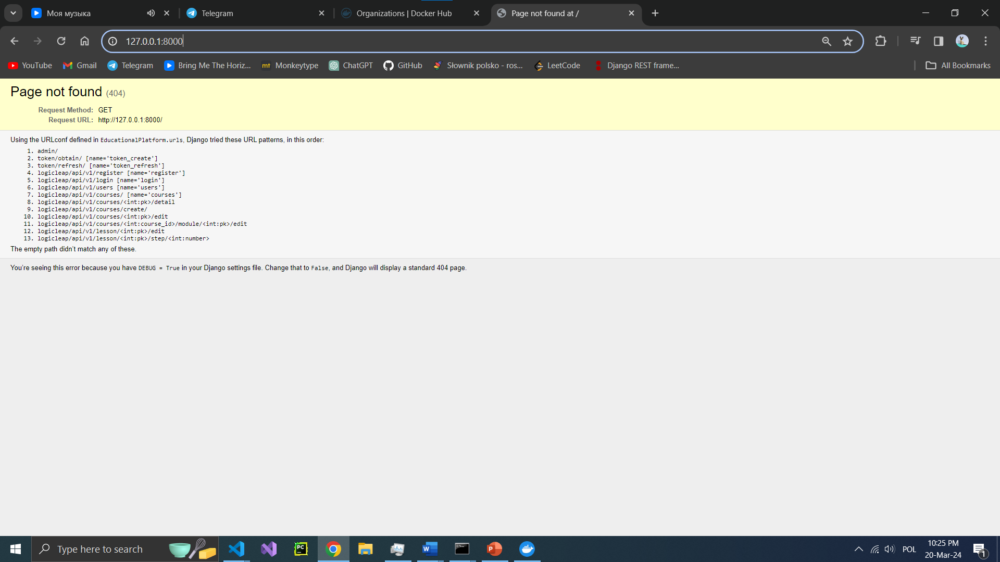 Моя музыка
Telegram
Organizations | Docker Hub
Page not found at /
127.0.0.1:8000
YouTube
Gmail
Telegram
Bring Me The Horiz...
mt Monkeytype
ChatGPT
GitHub
Słownik polsko - ros...
LeetCode
Django REST frame...
All Bookmarks
Page not found (404)
Request Method: GET
Request URL: http://127.0.0.1:8000/
Using the URLconf defined in EducationalPlatform.urls, Django tried these URL patterns, in this order:
1. admin/
2. token/obtain/ [name='token_create']
3. token/refresh/ [name='token_refresh']
4. logicleap/api/v1/register [name='register']
5. logicleap/api/v1/login [name='login']
6. logicleap/api/v1/users [name='users']
7. logicleap/api/v1/courses/ [name='courses']
8. logicleap/api/v1/courses/<int:pk>/detail
9. logicleap/api/v1/courses/create/
10. logicleap/api/v1/courses/<int:pk>/edit
11. logicleap/api/v1/courses/<int:course_id>/module/<int:pk>/edit
12. logicleap/api/v1/lesson/<int:pk>/edit
13. logicleap/api/v1/lesson/<int:pk>/step/<int:number>
The empty path didn't match any of these.
You're seeing this error because you have DEBUG = True in your Django settings file. Change that to False, and Django will display a standard 404 page.
Type here to search
PC
W
P
POL
10:25 PM
20-Mar-24
1